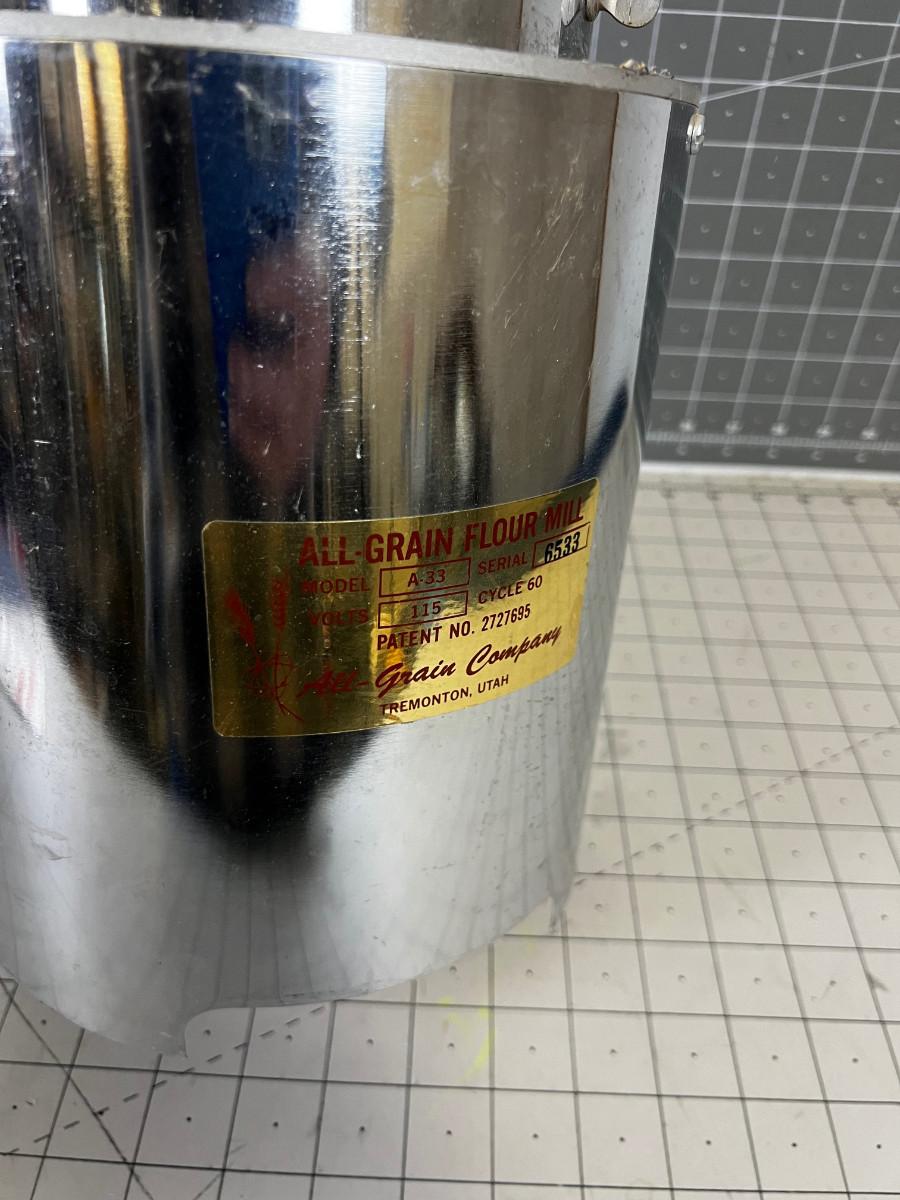 ALL-GRAIN FLOUR MILL
MODEL A-33 SERIAL 6533
VOLTS 115 CYCLE 60
PATENT NO. 2727695
All-Grain Company
TREMONTON, UTAH